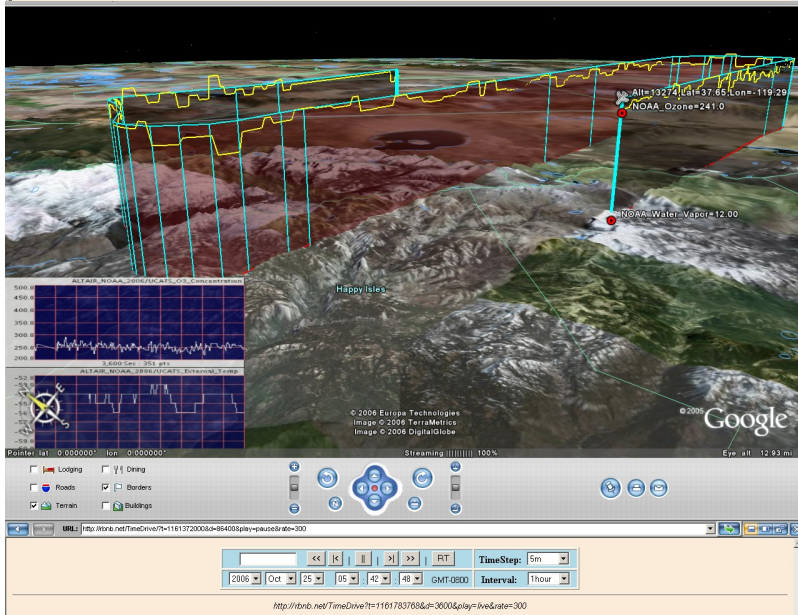 Alt=13274,Lat=37.65,Lon=-119.29
NOAA_Ozone=241.0
NOAA_Water_Vapor=12.00
Happy Isles
ALTAIR_NOAA_2006/UCATS_O3_Concentration
500.0
450.0
400.0
350.0
300.0
250.0
200.0
3,600 Sec : 351 pts
ALTAIR_NOAA_2006/UCATS_External_Temp
© 2006 Europa Technologies
Image © 2006 TerraMetrics
Image © 2006 DigitalGlobe
© 2005 Google
Pointer lat 0°000000° lon 0°000000° Streaming |||||||||| 100% Eye alt 12.93 mi
Lodging Dining
Roads Borders
Terrain Buildings
URL: http://rbnb.net/TimeDrive/?t=1161372000&d=86400&play=pause&rate=300
<< |< | || | >| >> | RT TimeStep: 5m
2006 Oct 25 05 : 42 : 48 GMT-0800 Interval: 1hour
http://rbnb.net/TimeDrive?t=1161783768&d=3600&play=live&rate=300